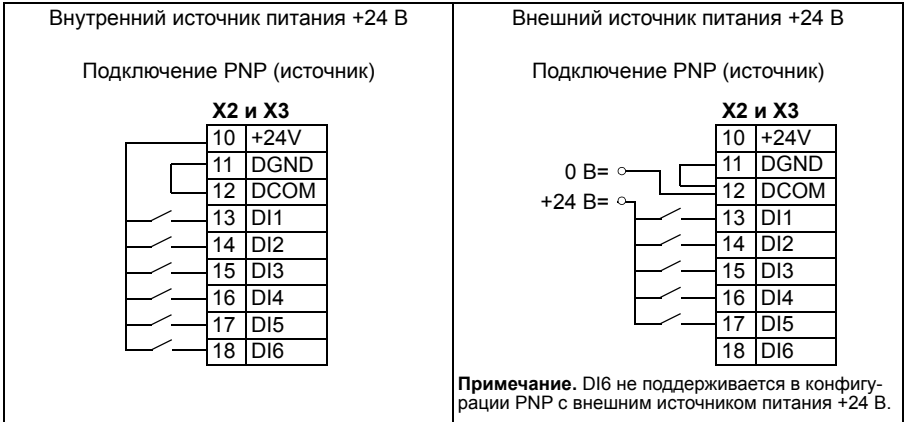 Внутренний источник питания +24 В
Подключение PNP (источник)
X2 и X3
10 +24V
11 DGND
12 DCOM
13 DI1
14 DI2
15 DI3
16 DI4
17 DI5
18 DI6
Внешний источник питания +24 В
Подключение PNP (источник)
X2 и X3
0 В=
+24 В=
10 +24V
11 DGND
12 DCOM
13 DI1
14 DI2
15 DI3
16 DI4
17 DI5
18 DI6
Примечание. DI6 не поддерживается в конфигу-
рации PNP с внешним источником питания +24 В.